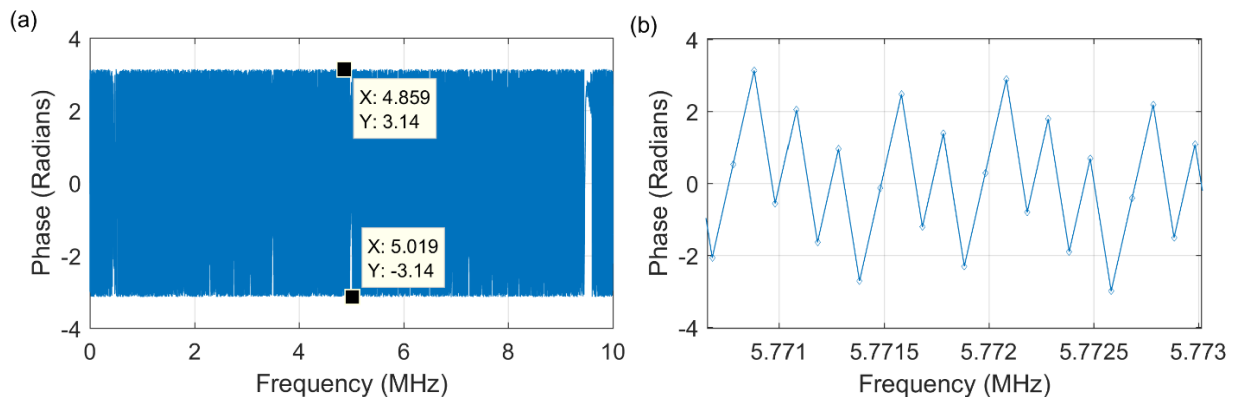 (a)
4
2
0
-2
-4
Phase (Radians)
X: 4.859
Y: 3.14
X: 5.019
Y: -3.14
0 2 4 6 8 10
Frequency (MHz)
(b)
4
2
0
-2
-4
Phase (Radians)
5.771 5.7715 5.772 5.7725 5.773
Frequency (MHz)